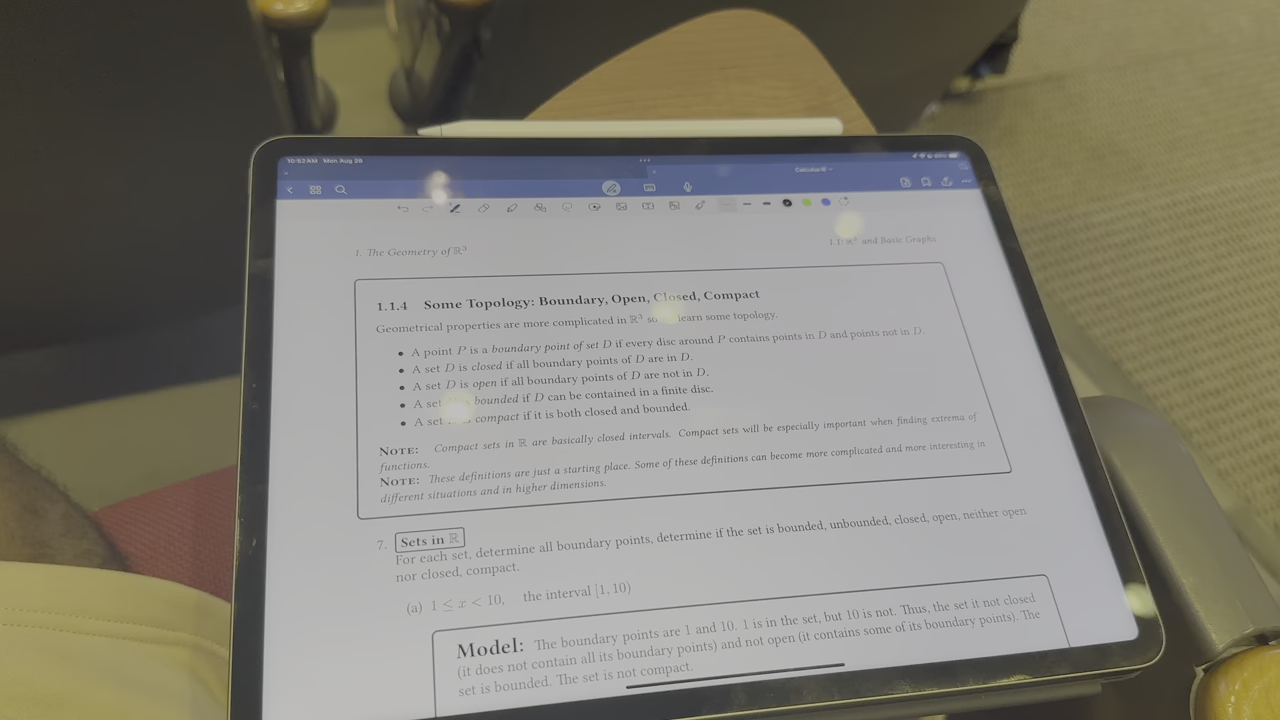 10:52 AM Mon Aug 26
Calculus III
1. The Geometry of ℝ³
1.1: ℝ³ and Basic Graphs
1.1.4 Some Topology: Boundary, Open, Closed, Compact
Geometrical properties are more complicated in ℝ³ so learn some topology.
• A point P is a boundary point of set D if every disc around P contains points in D and points not in D.
• A set D is closed if all boundary points of D are in D.
• A set D is open if all boundary points of D are not in D.
• A set bounded if D can be contained in a finite disc.
• A set compact if it is both closed and bounded.
NOTE: Compact sets in ℝ are basically closed intervals. Compact sets will be especially important when finding extrema of
functions.
NOTE: These definitions are just a starting place. Some of these definitions can become more complicated and more interesting in
different situations and in higher dimensions.
7. Sets in ℝ
For each set, determine all boundary points, determine if the set is bounded, unbounded, closed, open, neither open
nor closed, compact.
(a) 1 ≤ x < 10, the interval [1, 10)
Model: The boundary points are 1 and 10. 1 is in the set, but 10 is not. Thus, the set it not closed
(it does not contain all its boundary points) and not open (it contains some of its boundary points). The
set is bounded. The set is not compact.